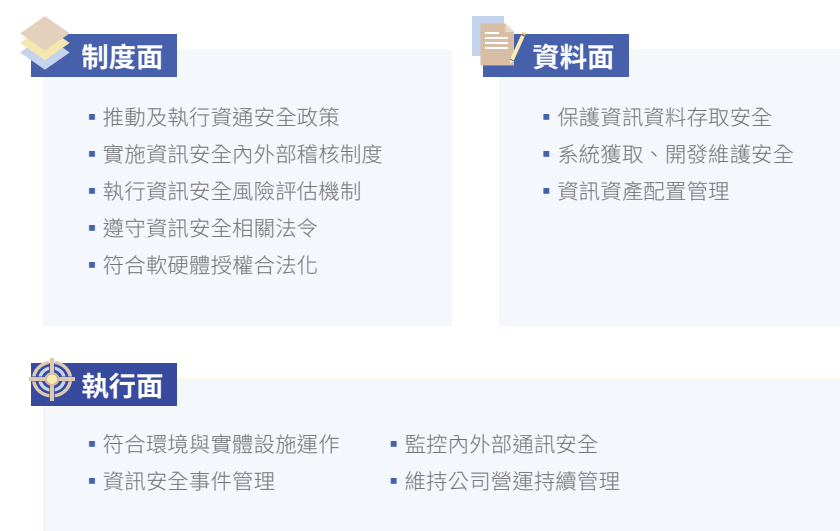 制度面
▪ 推動及執行資通安全政策
▪ 實施資訊安全內外部稽核制度
▪ 執行資訊安全風險評估機制
▪ 遵守資訊安全相關法令
▪ 符合軟硬體授權合法化
資料面
▪ 保護資訊資料存取安全
▪ 系統獲取、開發維護安全
▪ 資訊資產配置管理
執行面
▪ 符合環境與實體設施運作
▪ 資訊安全事件管理
▪ 監控內外部通訊安全
▪ 維持公司營運持續管理